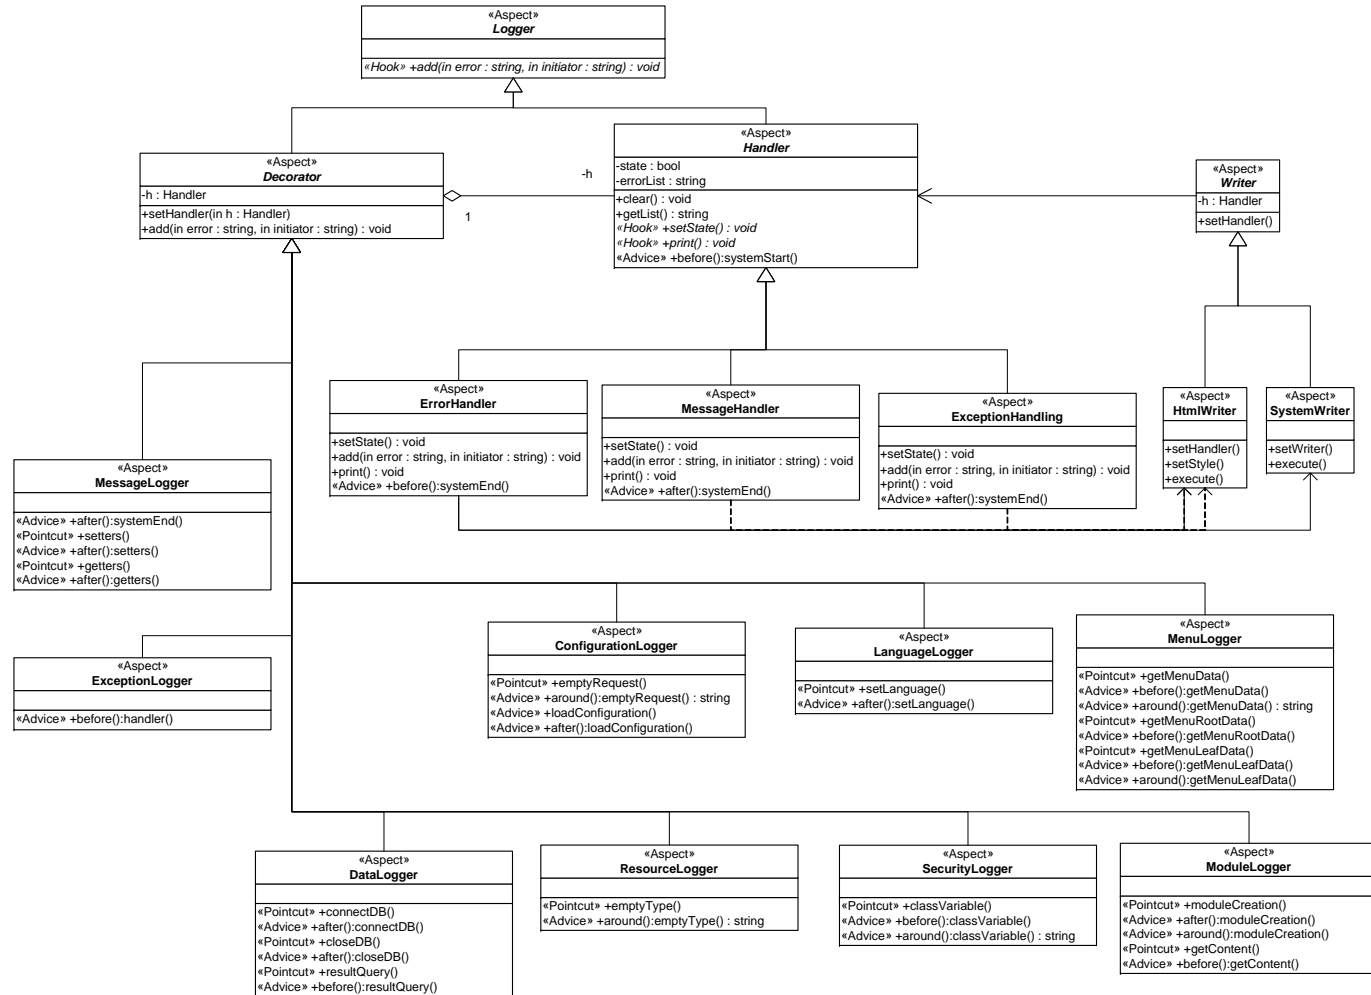 «Aspect»
Logger
«Hook» +add(in error : string, in initiator : string) : void
«Aspect»
Decorator
-h : Handler
+setHandler(in h : Handler)
+add(in error : string, in initiator : string) : void
-h
1
«Aspect»
Handler
-state : bool
-errorList : string
+clear() : void
+getList() : string
«Hook» +setState() : void
«Hook» +print() : void
«Advice» +before():systemStart()
«Aspect»
Writer
-h : Handler
+setHandler()
«Aspect»
ErrorHandler
+setState() : void
+add(in error : string, in initiator : string) : void
+print() : void
«Advice» +before():systemEnd()
«Aspect»
MessageHandler
+setState() : void
+add(in error : string, in initiator : string) : void
+print() : void
«Advice» +after():systemEnd()
«Aspect»
ExceptionHandling
+setState() : void
+add(in error : string, in initiator : string) : void
+print() : void
«Advice» +after():systemEnd()
«Aspect»
HtmlWriter
+setHandler()
+setStyle()
+execute()
«Aspect»
SystemWriter
+setWriter()
+execute()
«Aspect»
MessageLogger
«Advice» +after():systemEnd()
«Pointcut» +setters()
«Advice» +after():setters()
«Pointcut» +getters()
«Advice» +after():getters()
«Aspect»
ExceptionLogger
«Advice» +before():handler()
«Aspect»
ConfigurationLogger
«Pointcut» +emptyRequest()
«Advice» +around():emptyRequest() : string
«Advice» +loadConfiguration()
«Advice» +after():loadConfiguration()
«Aspect»
LanguageLogger
«Pointcut» +setLanguage()
«Advice» +after():setLanguage()
«Aspect»
MenuLogger
«Pointcut» +getMenuData()
«Advice» +before():getMenuData()
«Advice» +around():getMenuData() : string
«Pointcut» +getMenuRootData()
«Advice» +before():getMenuRootData()
«Pointcut» +getMenuLeafData()
«Advice» +before():getMenuLeafData()
«Advice» +around():getMenuLeafData()
«Aspect»
DataLogger
«Pointcut» +connectDB()
«Advice» +after():connectDB()
«Pointcut» +closeDB()
«Advice» +after():closeDB()
«Pointcut» +resultQuery()
«Advice» +before():resultQuery()
«Aspect»
ResourceLogger
«Pointcut» +emptyType()
«Advice» +around():emptyType() : string
«Aspect»
SecurityLogger
«Pointcut» +classVariable()
«Advice» +before():classVariable()
«Advice» +around():classVariable() : string
«Aspect»
ModuleLogger
«Pointcut» +moduleCreation()
«Advice» +after():moduleCreation()
«Advice» +around():moduleCreation()
«Pointcut» +getContent()
«Advice» +before():getContent()